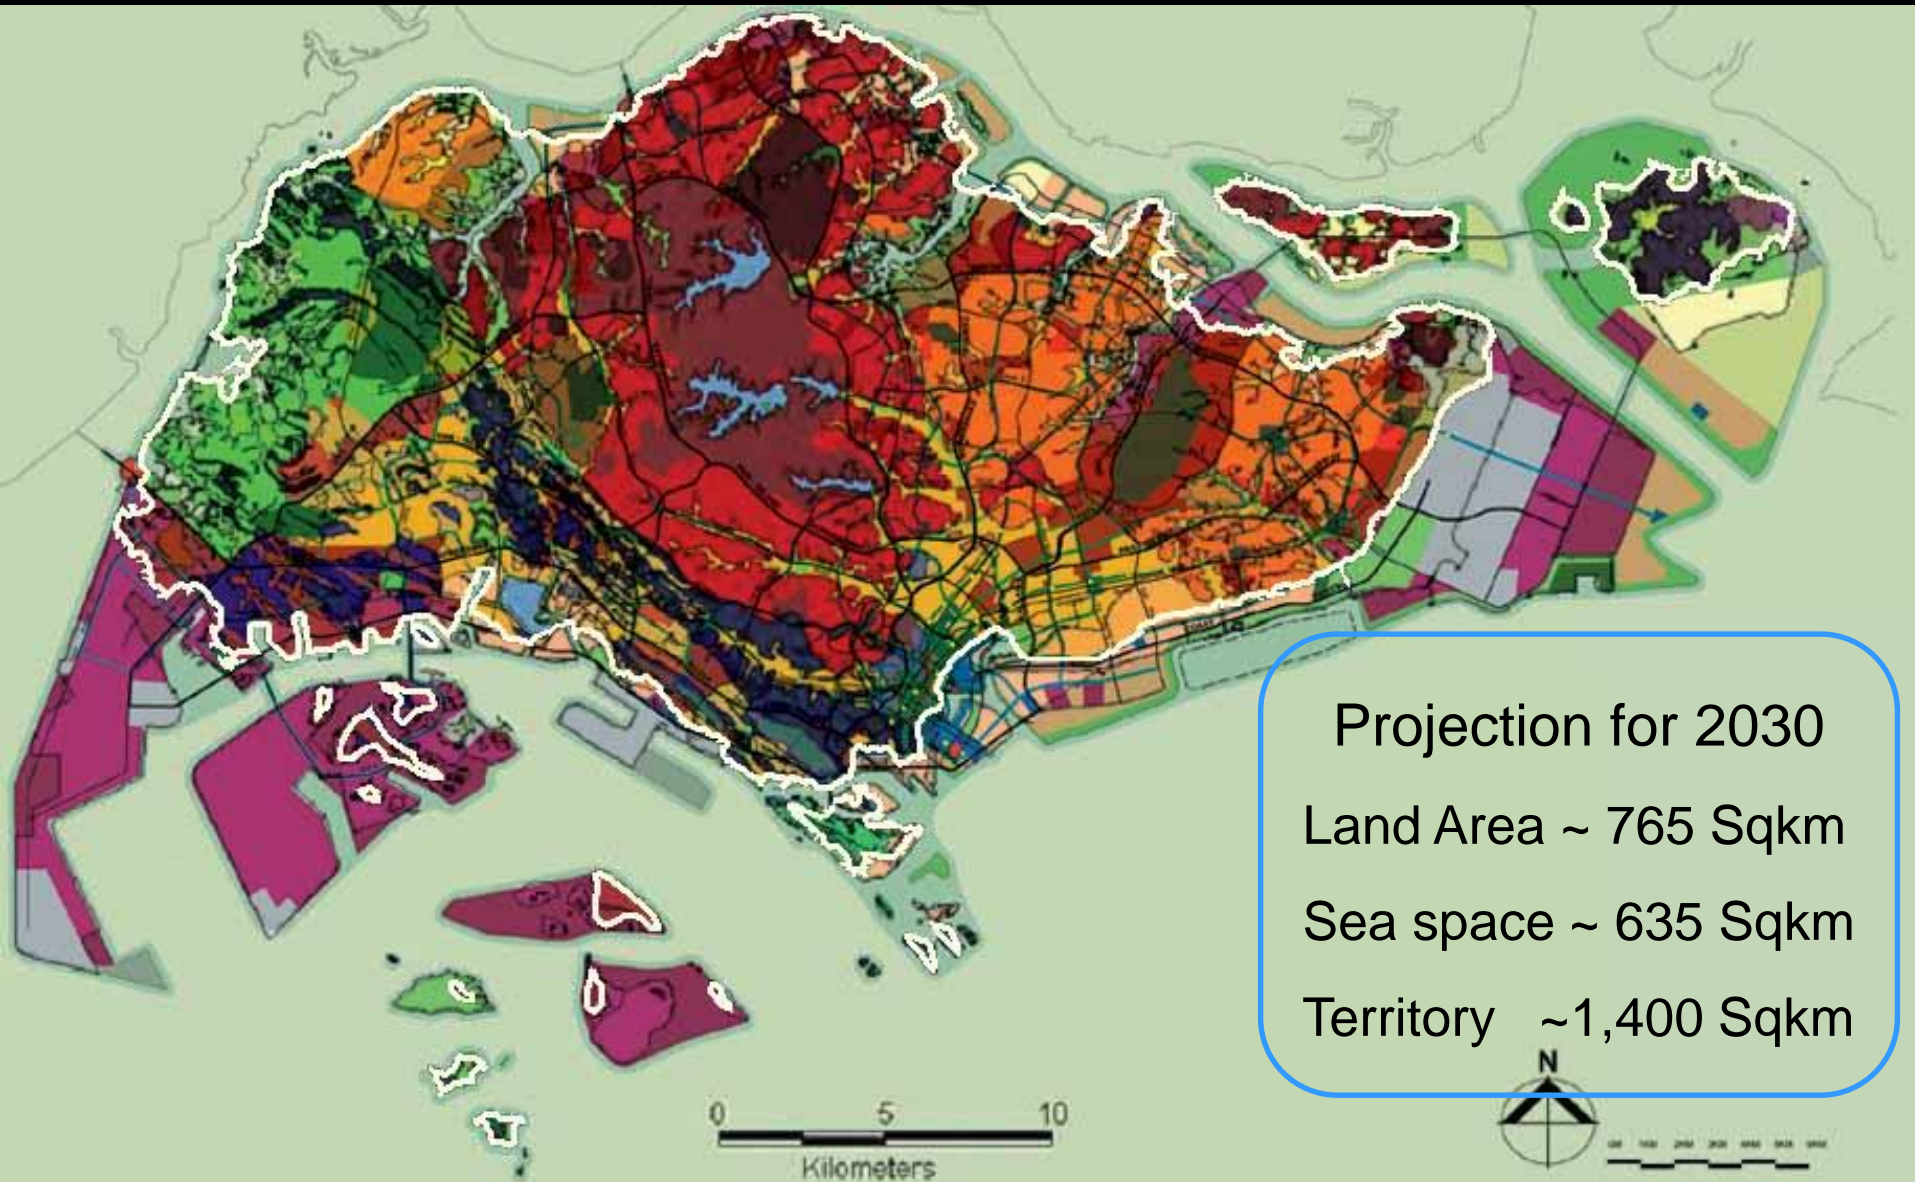 Projection for 2030
Land Area ~ 765 Sqkm
Sea space ~ 635 Sqkm
Territory ~1,400 Sqkm
N
0 5 10
Kilometers